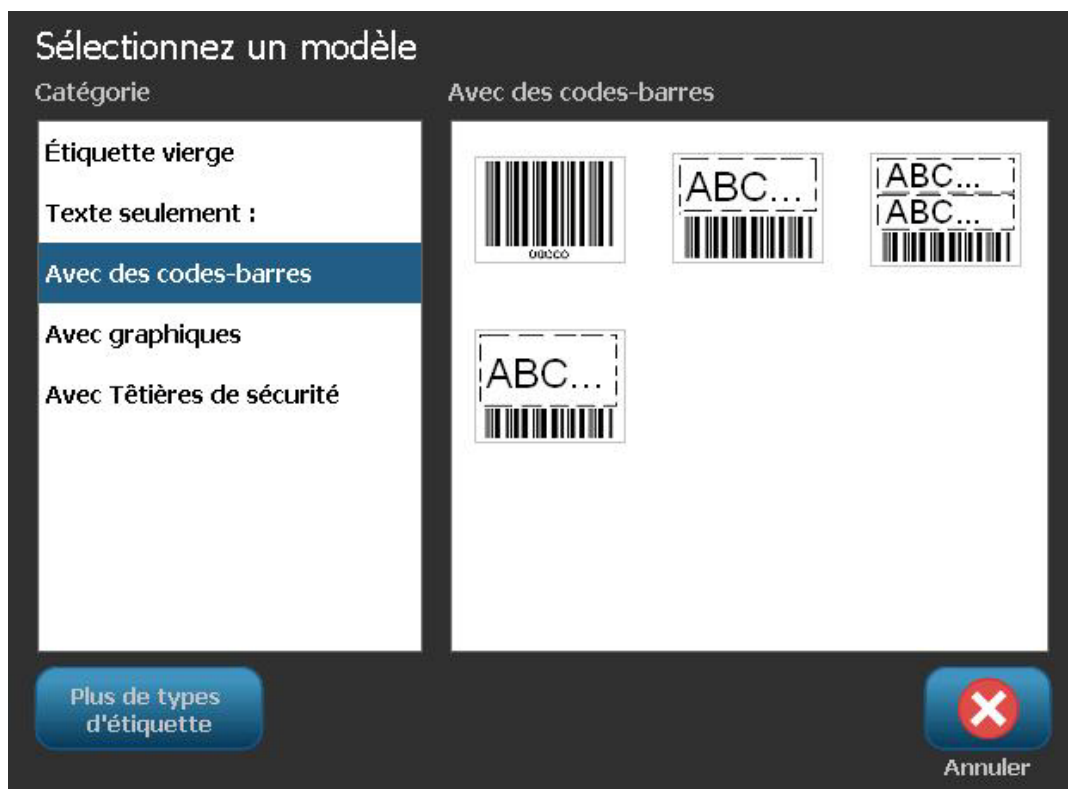 Sélectionnez un modèle
Catégorie
Avec des codes-barres
Étiquette vierge
Texte seulement :
Avec des codes-barres
Avec graphiques
Avec Têtières de sécurité
ABC...
ABC...
ABC...
ABC...
Plus de types
d'étiquette
Annuler